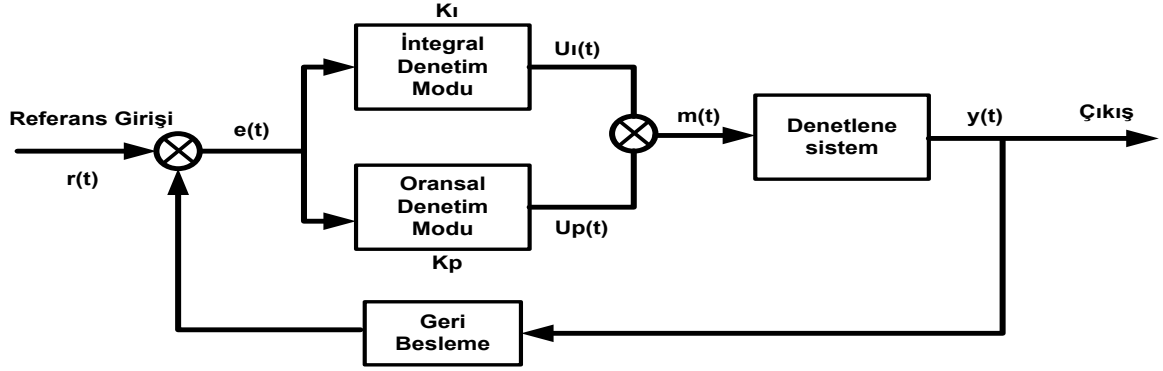 Kı
İntegral
Denetim
Modu
Uı(t)
Referans Girişi
r(t)
e(t)
m(t)
Denetlene
sistem
y(t)
Çıkış
Oransal
Denetim
Modu
Up(t)
Kp
Geri
Besleme